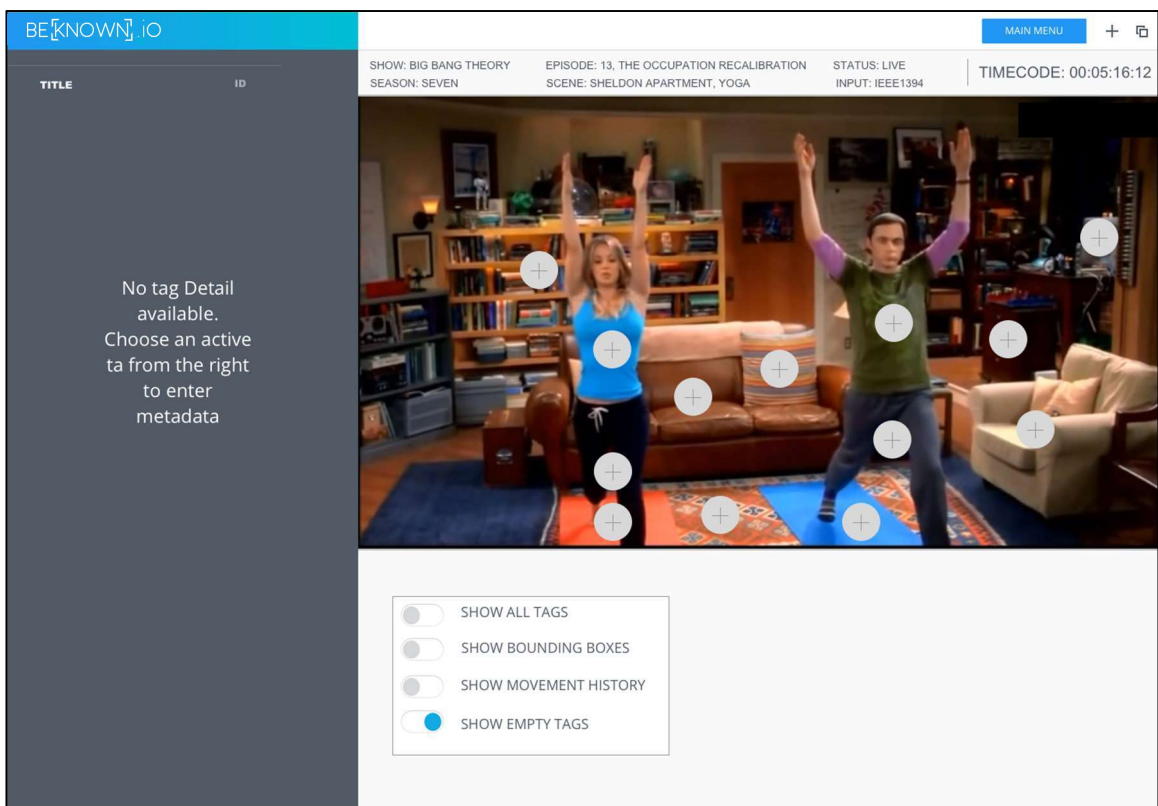 BE[KNOWN].iO
MAIN MENU
TITLE
ID
SHOW: BIG BANG THEORY
SEASON: SEVEN
EPISODE: 13, THE OCCUPATION RECALIBRATION
SCENE: SHELDON APARTMENT, YOGA
STATUS: LIVE
INPUT: IEEE1394
TIMECODE: 00:05:16:12
No tag Detail
available.
Choose an active
ta from the right
to enter
metadata
SHOW ALL TAGS
SHOW BOUNDING BOXES
SHOW MOVEMENT HISTORY
SHOW EMPTY TAGS